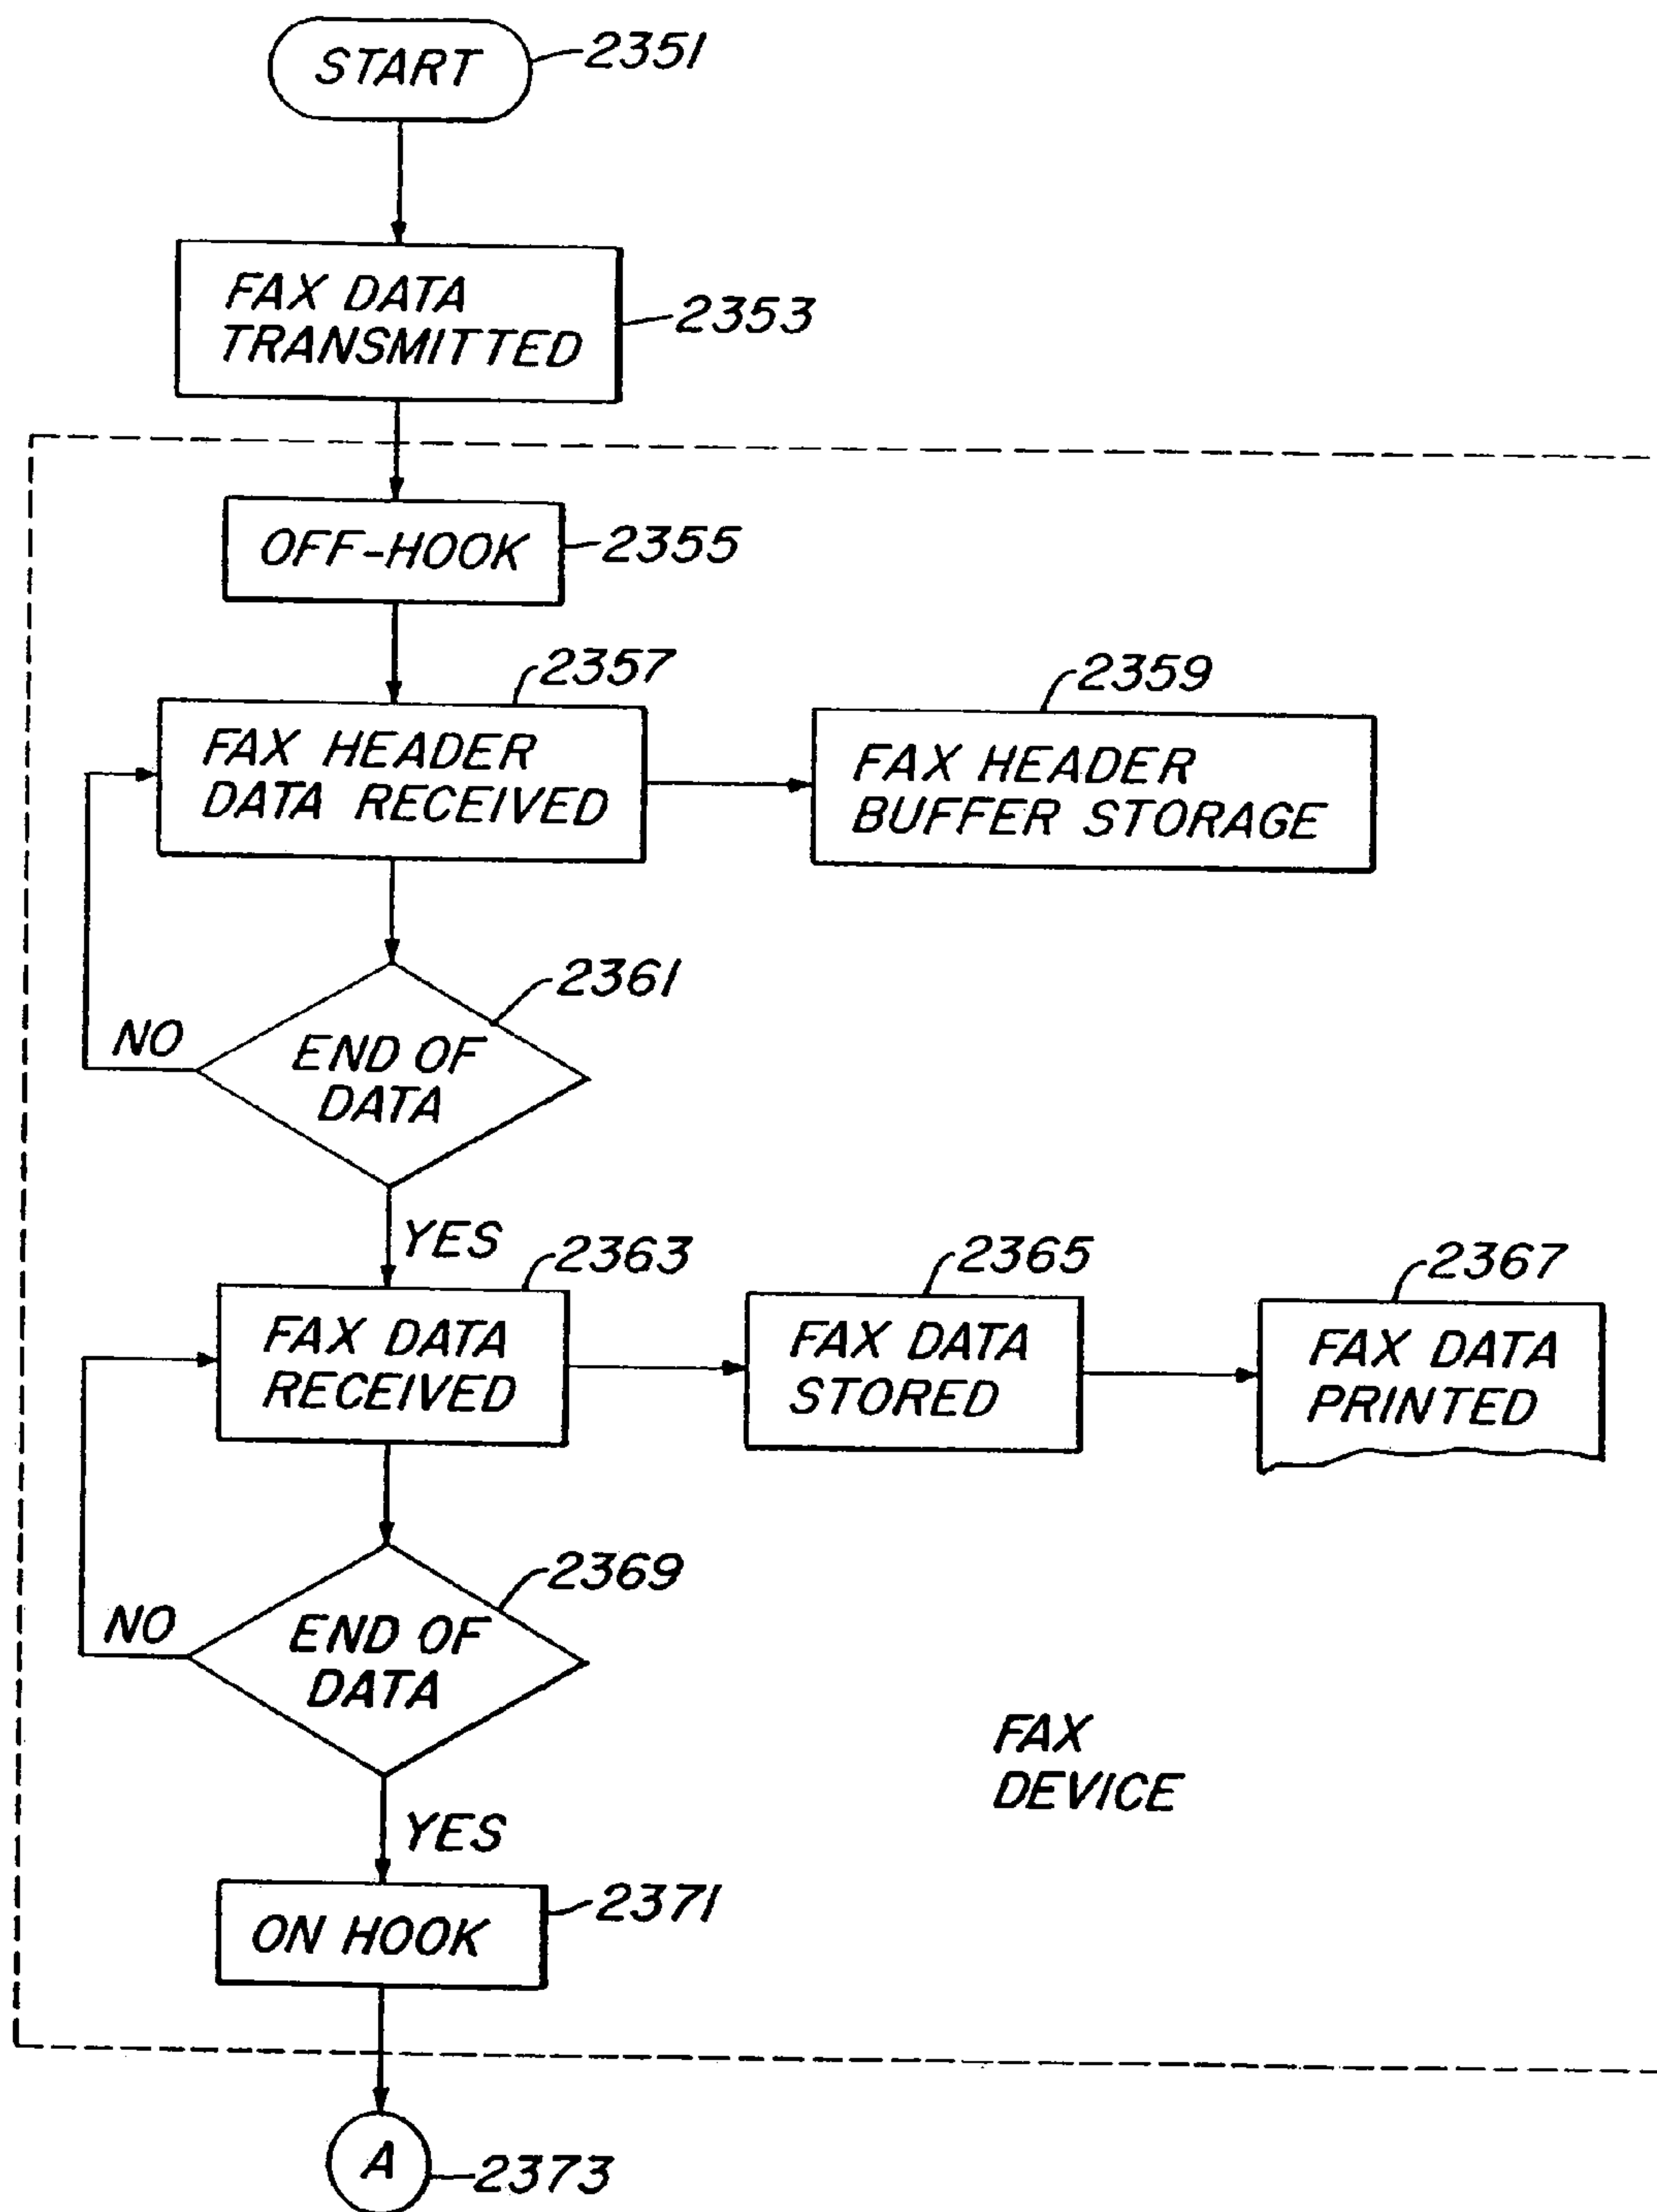 START
2351
FAX DATA
TRANSMITTED
2353
OFF-HOOK
2355
2357
FAX HEADER
DATA RECEIVED
2359
FAX HEADER
BUFFER STORAGE
2361
END OF
DATA
NO
YES
2363
FAX DATA
RECEIVED
2365
FAX DATA
STORED
2367
FAX DATA
PRINTED
2369
END OF
DATA
NO
FAX
DEVICE
YES
ON HOOK
2371
A
2373